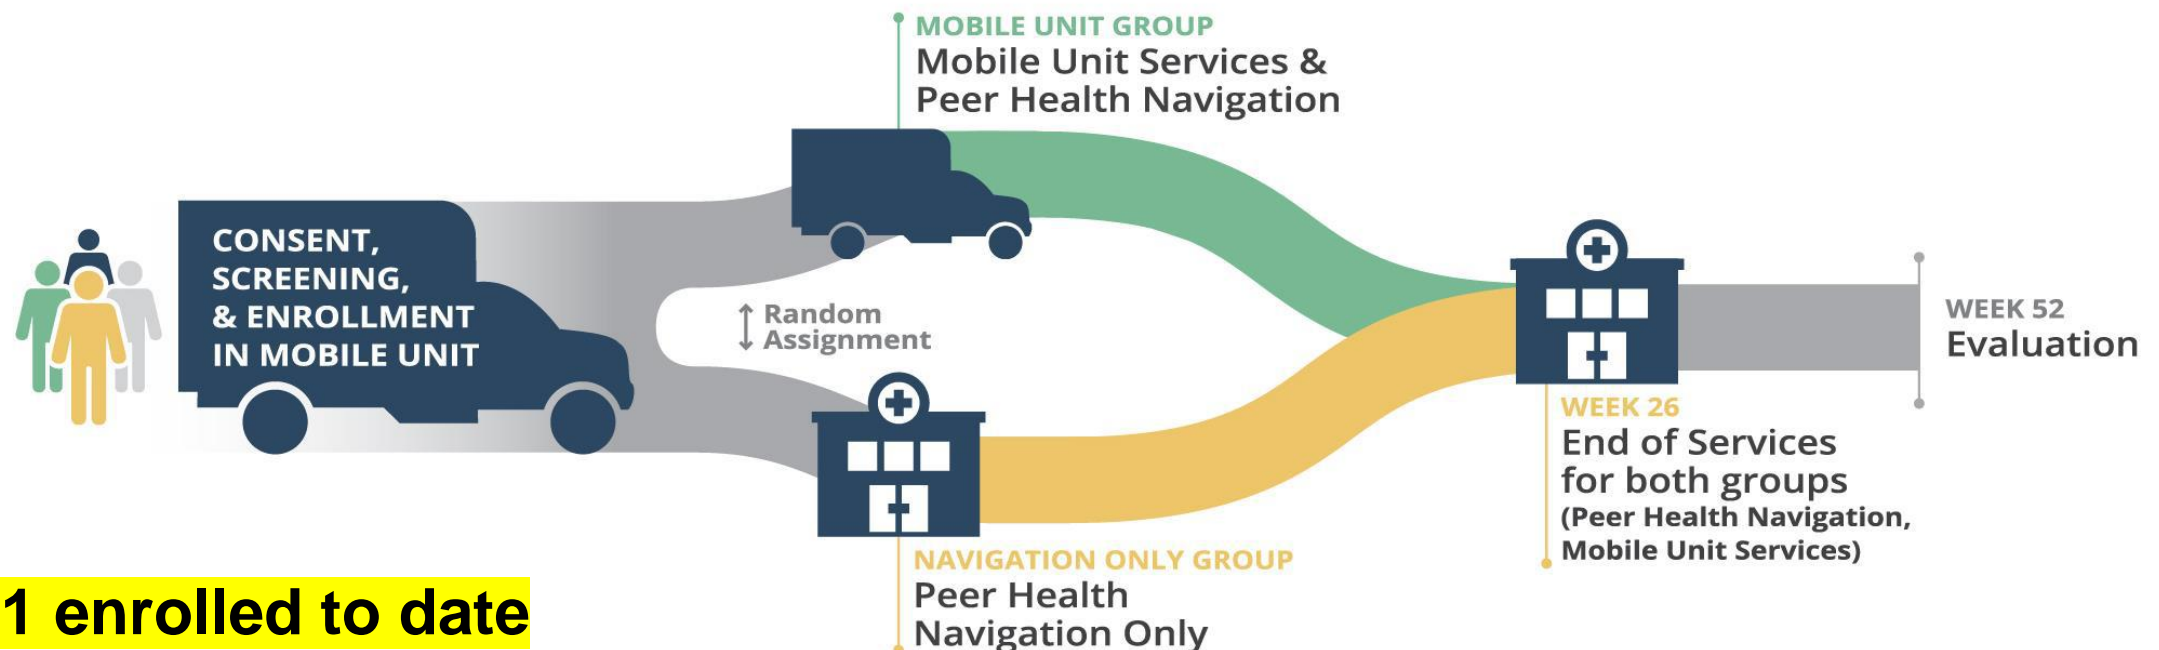 MOBILE UNIT GROUP
Mobile Unit Services &
Peer Health Navigation
CONSENT,
SCREENING,
& ENROLLMENT
IN MOBILE UNIT
Random
Assignment
WEEK 52
Evaluation
WEEK 26
End of Services
for both groups
(Peer Health Navigation,
Mobile Unit Services)
NAVIGATION ONLY GROUP
Peer Health
Navigation Only
1 enrolled to date